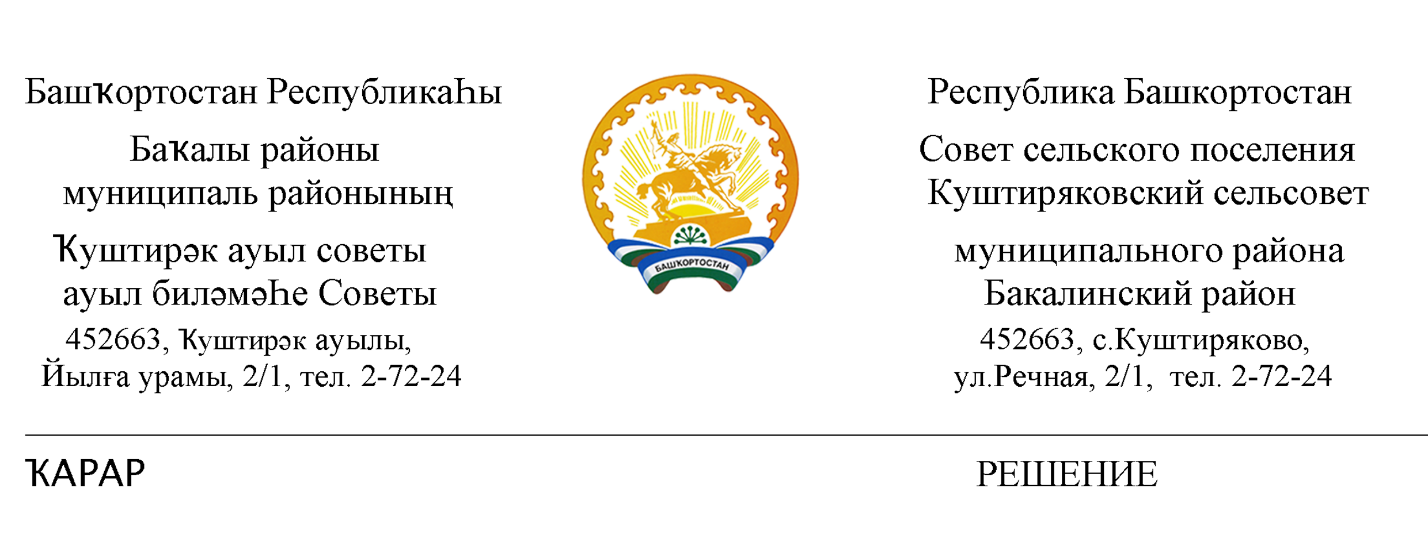 Башҡортостан Республикаһы
Баҡалы районы
муниципаль районының
Ҡуштирәк ауыл советы
ауыл биләмәһе Советы
452663, Ҡуштирәк ауылы,
Йылға урамы, 2/1, тел. 2-72-24
БАШҠОРТОСТАН
Республика Башкортостан
Совет сельского поселения
Куштиряковский сельсовет
муниципального района
Бакалинский район
452663, с.Куштиряково,
ул.Речная, 2/1, тел. 2-72-24
ҠАРАР
РЕШЕНИЕ